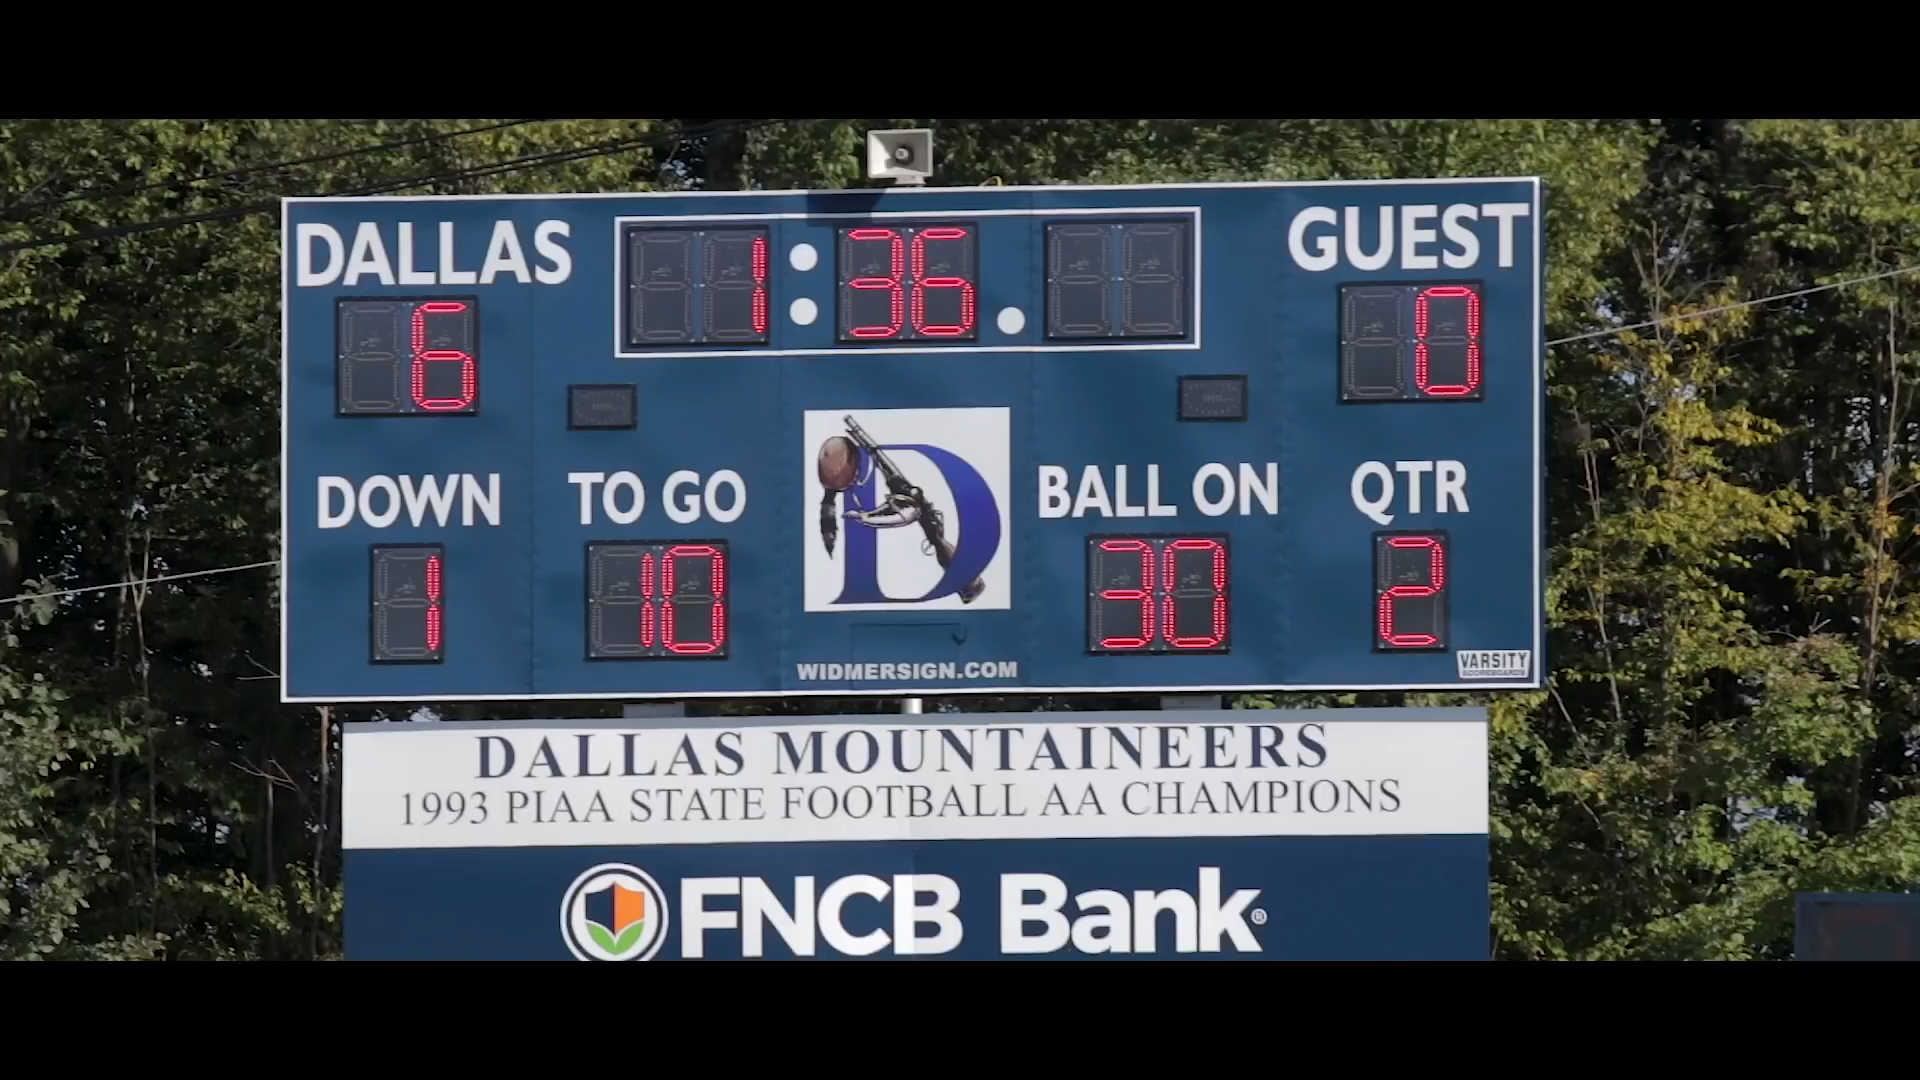 DALLAS 1:36. GUEST
6 0
DOWN TO GO D BALL ON QTR
1 10 30 2
WIDMERSIGN.COM
VARSITY
SCOREBOARDS
DALLAS MOUNTAINEERS
1993 PIAA STATE FOOTBALL AA CHAMPIONS
FNCB Bank®